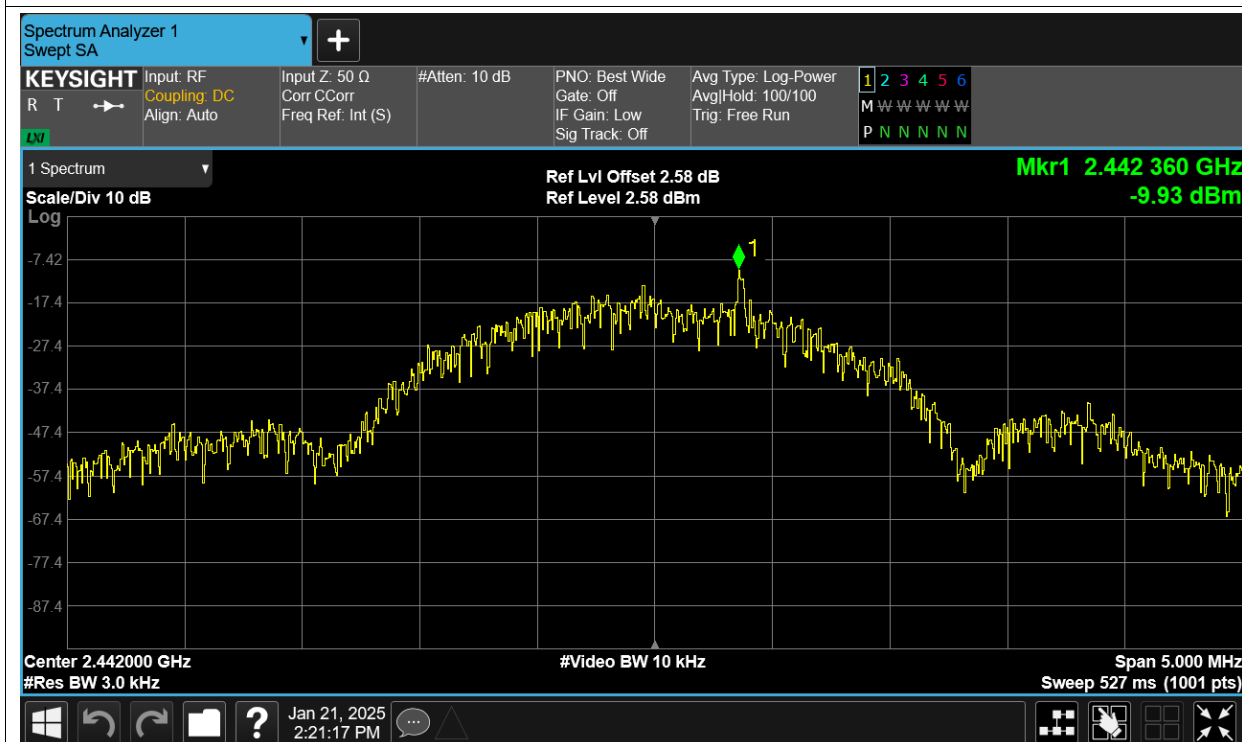 Spectrum Analyzer 1
Swept SA
+
KEYSIGHT
R T
LXI
Input: RF
Coupling: DC
Align: Auto
Input Z: 50 Ω
Corr CCorr
Freq Ref: Int (S)
#Atten: 10 dB
PNO: Best Wide
Gate: Off
IF Gain: Low
Sig Track: Off
Avg Type: Log-Power
Avg|Hold: 100/100
Trig: Free Run
1 2 3 4 5 6
M W W W W W
P N N N N N
1 Spectrum
Scale/Div 10 dB
Log
Ref Lvl Offset 2.58 dB
Ref Level 2.58 dBm
Mkr1 2.442 360 GHz
-9.93 dBm
1
-7.42
-17.4
-27.4
-37.4
-47.4
-57.4
-67.4
-77.4
-87.4
Center 2.442000 GHz
#Res BW 3.0 kHz
#Video BW 10 kHz
Span 5.000 MHz
Sweep 527 ms (1001 pts)
?
Jan 21, 2025
2:21:17 PM